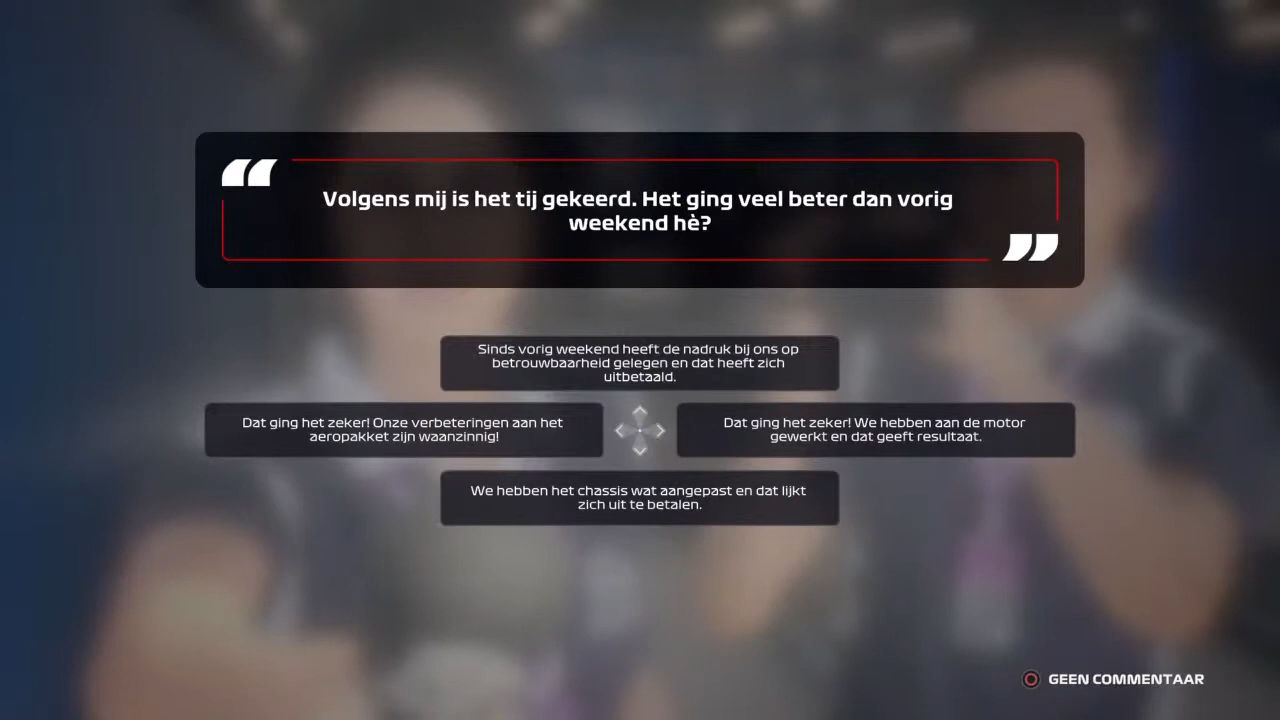 Volgens mij is het tij gekeerd. Het ging veel beter dan vorig
weekend hè?
Sinds vorig weekend heeft de nadruk bij ons op
betrouwbaarheid gelegen en dat heeft zich
uitbetaald.
Dat ging het zeker! Onze verbeteringen aan het
aeropakket zijn waanzinnig!
Dat ging het zeker! We hebben aan de motor
gewerkt en dat geeft resultaat.
We hebben het chassis wat aangepast en dat lijkt
zich uit te betalen.
GEEN COMMENTAAR